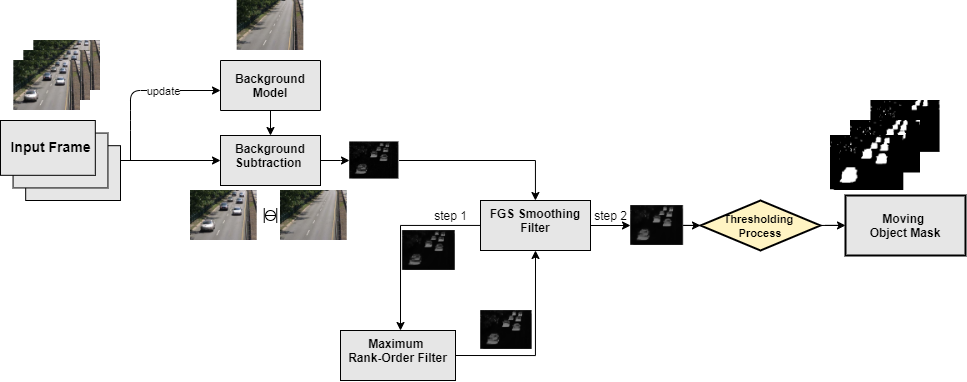 Background
Model
update
Input Frame
Background
Subtraction
|⊖|
step 1
FGS Smoothing
Filter
step 2
Thresholding
Process
Moving
Object Mask
Maximum
Rank-Order Filter